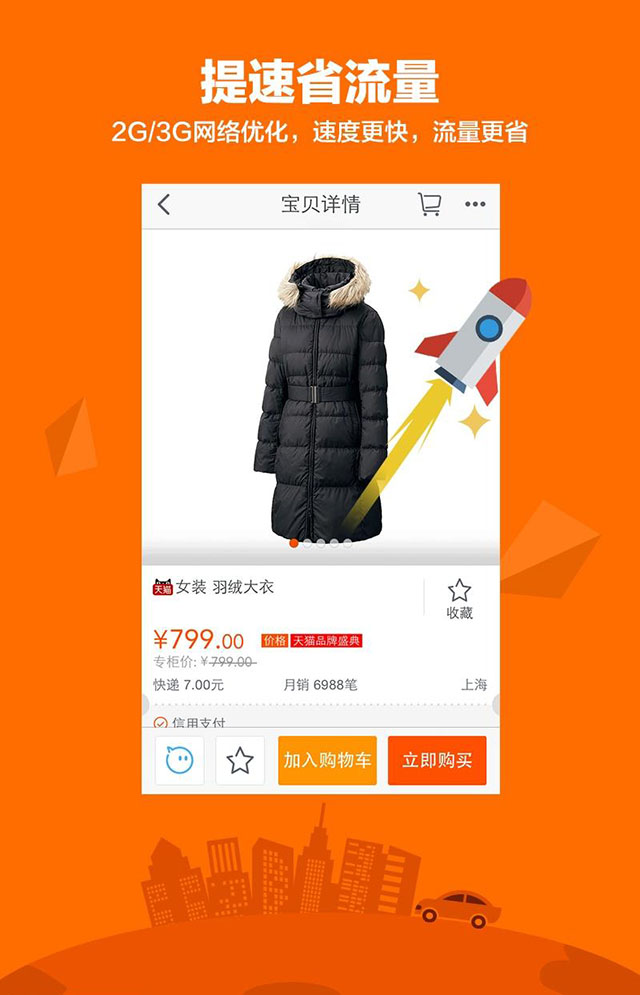 提速省流量
2G/3G网络优化，速度更快，流量更省
宝贝详情
天猫 女装 羽绒大衣
收藏
¥799.00 价格 天猫品牌盛典
专柜价: ¥799.00
快递 7.00元 月销 6988笔 上海
信用支付
加入购物车 立即购买